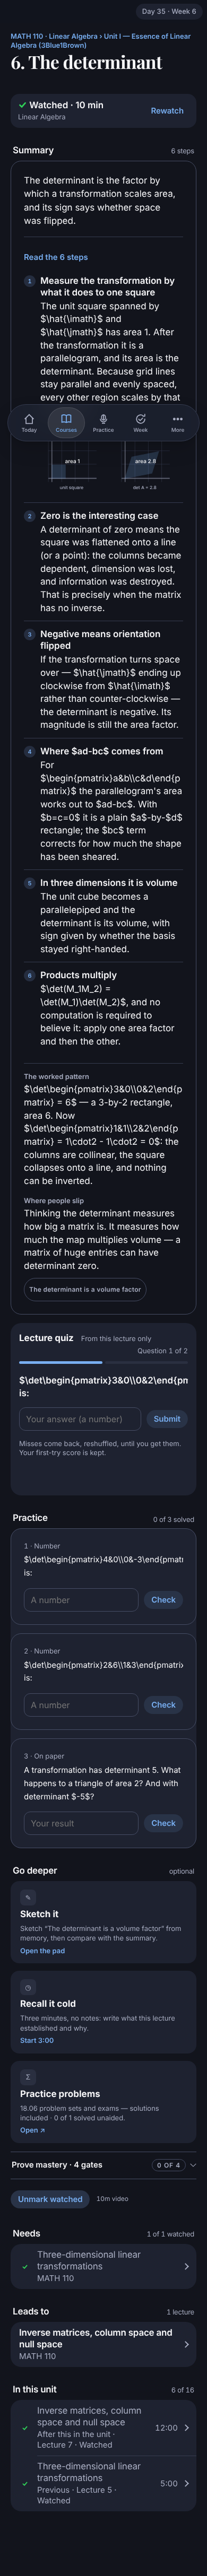 Day 35 · Week 6
MATH 110 · Linear Algebra › Unit I — Essence of Linear
Algebra (3Blue1Brown)
6. The determinant
✓ Watched · 10 min
Linear Algebra
Rewatch
Summary
6 steps
The determinant is the factor by
which a transformation scales area,
and its sign says whether space
was flipped.
Read the 6 steps
1
Measure the transformation by
what it does to one square
The unit square spanned by
$\hat{\imath}$ and
$\hat{\jmath}$ has area 1. After
the transformation it is a
parallelogram, and its area is the
determinant. Because grid lines
stay parallel and evenly spaced,
every other region scales by that
Today
Courses
Practice
Week
More
area 1
area 2.8
unit square
det A = 2.8
2
Zero is the interesting case
A determinant of zero means the
square was flattened onto a line
(or a point): the columns became
dependent, dimension was lost,
and information was destroyed.
That is precisely when the matrix
has no inverse.
3
Negative means orientation
flipped
If the transformation turns space
over — $\hat{\jmath}$ ending up
clockwise from $\hat{\imath}$
rather than counter-clockwise —
the determinant is negative. Its
magnitude is still the area factor.
4
Where $ad-bc$ comes from
For
$\begin{pmatrix}a&b\\c&d\end{p
matrix}$ the parallelogram's area
works out to $ad-bc$. With
$b=c=0$ it is a plain $a$-by-$d$
rectangle; the $bc$ term
corrects for how much the shape
has been sheared.
5
In three dimensions it is volume
The unit cube becomes a
parallelepiped and the
determinant is its volume, with
sign given by whether the basis
stayed right-handed.
6
Products multiply
$\det(M_1M_2) =
\det(M_1)\det(M_2)$, and no
computation is required to
believe it: apply one area factor
and then the other.
The worked pattern
$\det\begin{pmatrix}3&0\\0&2\end{p
matrix} = 6$ — a 3-by-2 rectangle,
area 6. Now
$\det\begin{pmatrix}1&1\\2&2\end{p
matrix} = 1\cdot2 - 1\cdot2 = 0$: the
columns are collinear, the square
collapses onto a line, and nothing
can be inverted.
Where people slip
Thinking the determinant measures
how big a matrix is. It measures how
much the map multiplies volume — a
matrix of huge entries can have
determinant zero.
The determinant is a volume factor
Lecture quiz
From this lecture only
Question 1 of 2
$\det\begin{pmatrix}3&0\\0&2\end{pm
is:
Your answer (a number)
Submit
Misses come back, reshuffled, until you get them.
Your first-try score is kept.
Practice
0 of 3 solved
1 · Number
$\det\begin{pmatrix}4&0\\0&-3\end{pmatr
is:
A number
Check
2 · Number
$\det\begin{pmatrix}2&6\\1&3\end{pmatrix
is:
A number
Check
3 · On paper
A transformation has determinant 5. What
happens to a triangle of area 2? And with
determinant $-5$?
Your result
Check
Go deeper
optional
Sketch it
Sketch “The determinant is a volume factor” from
memory, then compare with the summary.
Open the pad
Recall it cold
Three minutes, no notes: write what this lecture
established and why.
Start 3:00
Σ
Practice problems
18.06 problem sets and exams — solutions
included · 0 of 1 solved unaided.
Open ↗
Prove mastery · 4 gates
0 OF 4
Unmark watched
10m video
Needs
1 of 1 watched
✓
Three-dimensional linear
transformations
MATH 110
Leads to
1 lecture
Inverse matrices, column space and
null space
MATH 110
In this unit
6 of 16
✓
Inverse matrices, column
space and null space
After this in the unit ·
Lecture 7 · Watched
12:00
✓
Three-dimensional linear
transformations
Previous · Lecture 5 ·
Watched
5:00